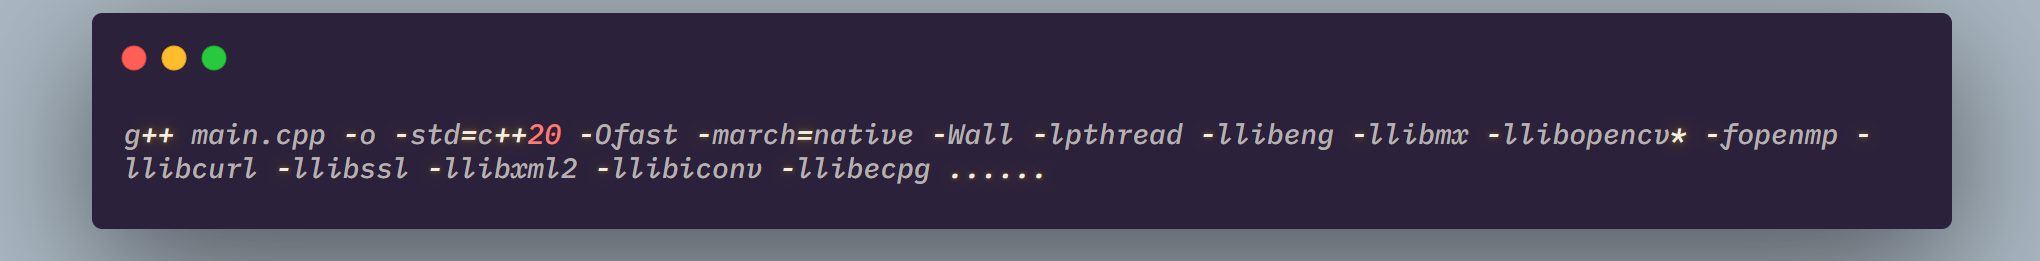 g++ main.cpp -o -std=c++20 -Ofast -march=native -Wall -lpthread -llibeng -llibmx -llibopencv* -fopenmp -
llibcurl -llibssl -llibxml2 -llibiconv -llibecpg ......